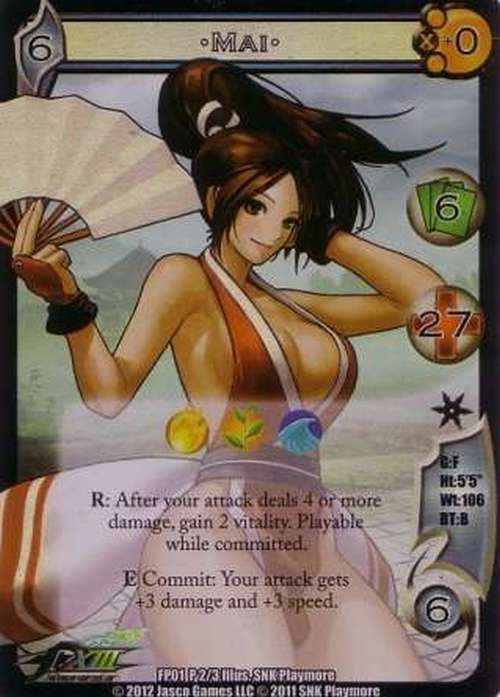 6
•MAI•
X+0
6
27
G:F
Ht:5'5"
Wt:106
BT:B
R: After your attack deals 4 or more
damage, gain 2 vitality. Playable
while committed.
E Commit: Your attack gets
+3 damage and +3 speed.
6
XIII
FP01 P 2/3 Illus. SNK Playmore
© 2012 Jasco Games LLC © 2011 SNK Playmore